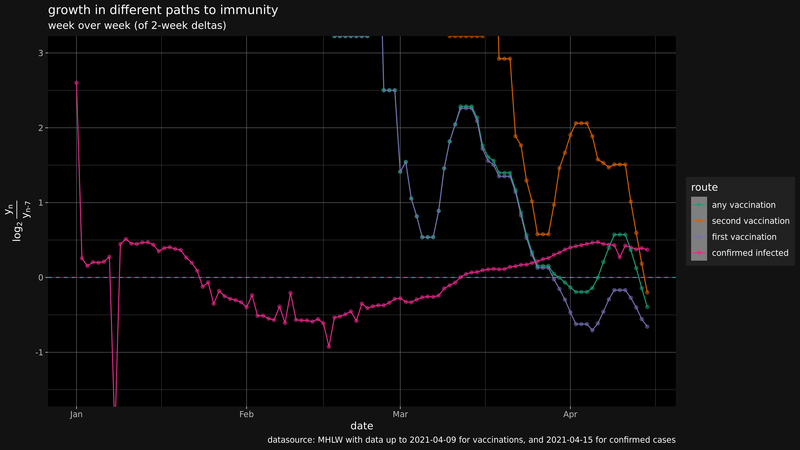 growth in different paths to immunity
week over week (of 2-week deltas)
3
2
1
0
-1
log₂ yₙ / yₙ₋₇
Jan Feb Mar Apr
date
route
any vaccination
second vaccination
first vaccination
confirmed infected
datasource: MHLW with data up to 2021-04-09 for vaccinations, and 2021-04-15 for confirmed cases